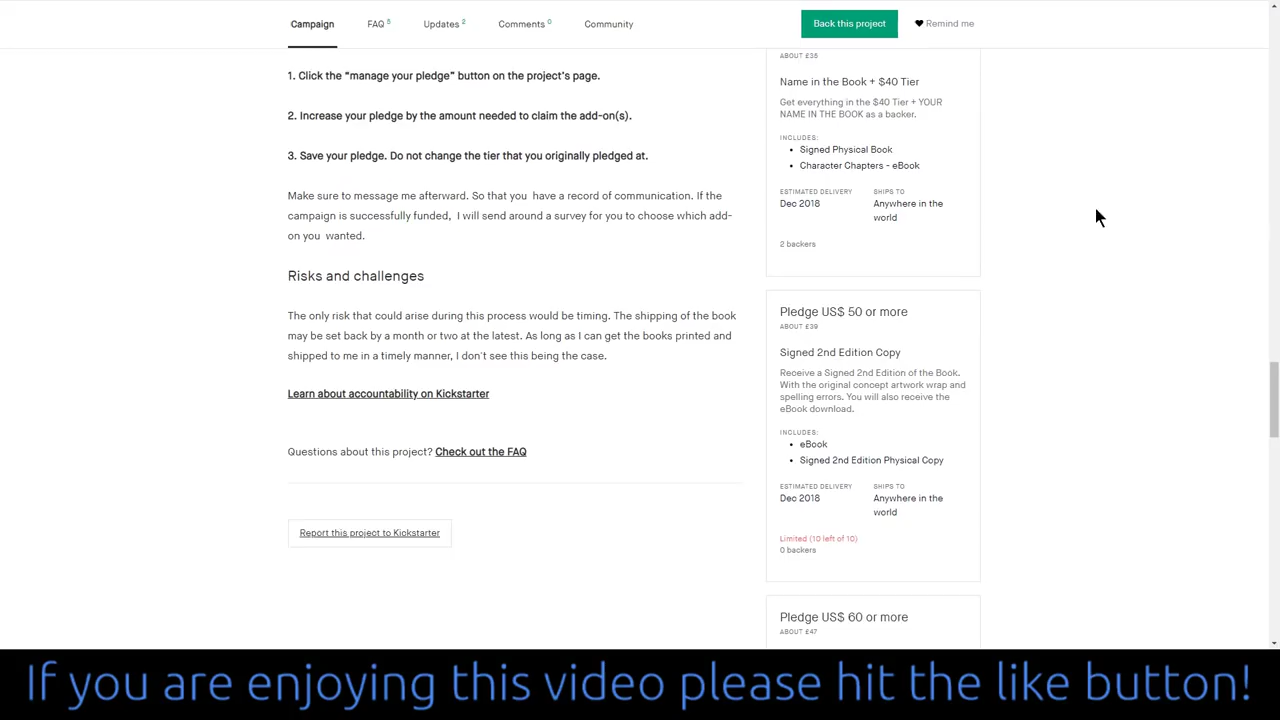 Campaign FAQ 5 Updates 2 Comments 0 Community Back this project Remind me
1. Click the “manage your pledge” button on the project's page.
2. Increase your pledge by the amount needed to claim the add-on(s).
3. Save your pledge. Do not change the tier that you originally pledged at.
Make sure to message me afterward. So that you  have a record of communication. If the
campaign is successfully funded,  I will send around a survey for you to choose which add-
on you  wanted.
Risks and challenges
The only risk that could arise during this process would be timing. The shipping of the book
may be set back by a month or two at the latest. As long as I can get the books printed and
shipped to me in a timely manner, I don't see this being the case.
Learn about accountability on Kickstarter
Questions about this project? Check out the FAQ
Report this project to Kickstarter
ABOUT £35
Name in the Book + $40 Tier
Get everything in the $40 Tier + YOUR
NAME IN THE BOOK as a backer.
INCLUDES:
• Signed Physical Book
• Character Chapters - eBook
ESTIMATED DELIVERY SHIPS TO
Dec 2018 Anywhere in the
world
2 backers
Pledge US$ 50 or more
ABOUT £39
Signed 2nd Edition Copy
Receive a Signed 2nd Edition of the Book.
With the original concept artwork wrap and
spelling errors. You will also receive the
eBook download.
INCLUDES:
• eBook
• Signed 2nd Edition Physical Copy
ESTIMATED DELIVERY SHIPS TO
Dec 2018 Anywhere in the
world
Limited (10 left of 10)
0 backers
Pledge US$ 60 or more
ABOUT £47
If you are enjoying this video please hit the like button!